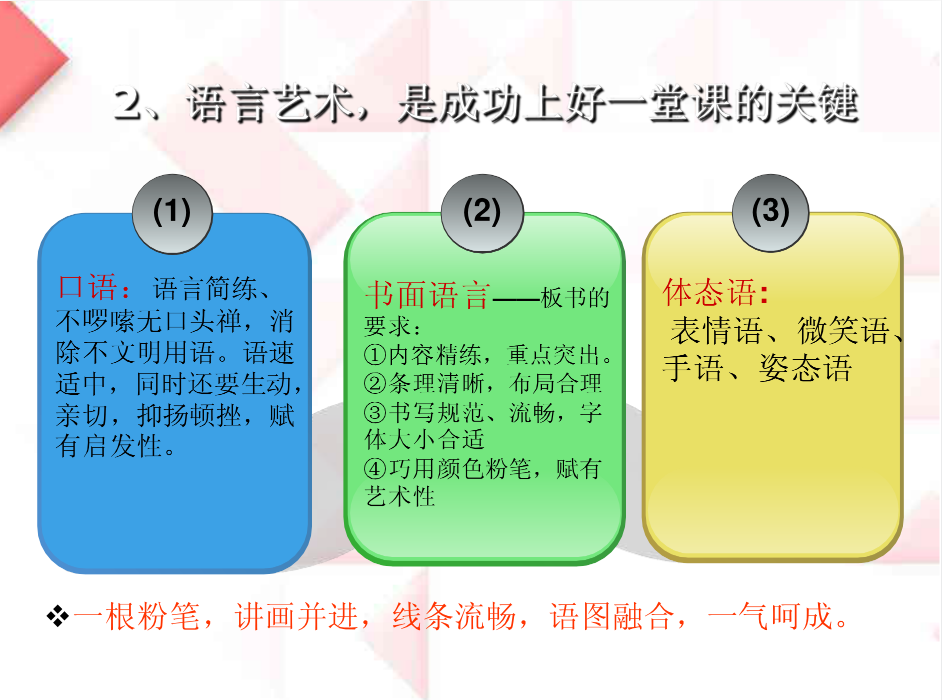 2、语言艺术，是成功上好一堂课的关键
(1)
口语：语言简练、
不啰嗦无口头禅，消
除不文明用语。语速
适中，同时还要生动，
亲切，抑扬顿挫，赋
有启发性。
(2)
书面语言——板书的
要求：
①内容精练，重点突出。
②条理清晰，布局合理
③书写规范、流畅，字
体大小合适
④巧用颜色粉笔，赋有
艺术性
(3)
体态语:
表情语、微笑语、
手语、姿态语
❖一根粉笔，讲画并进，线条流畅，语图融合，一气呵成。